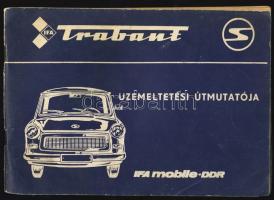 IFA Trabant S
ÜZEMELTETÉSI ÚTMUTATÓJA
IFA mobile-DDR